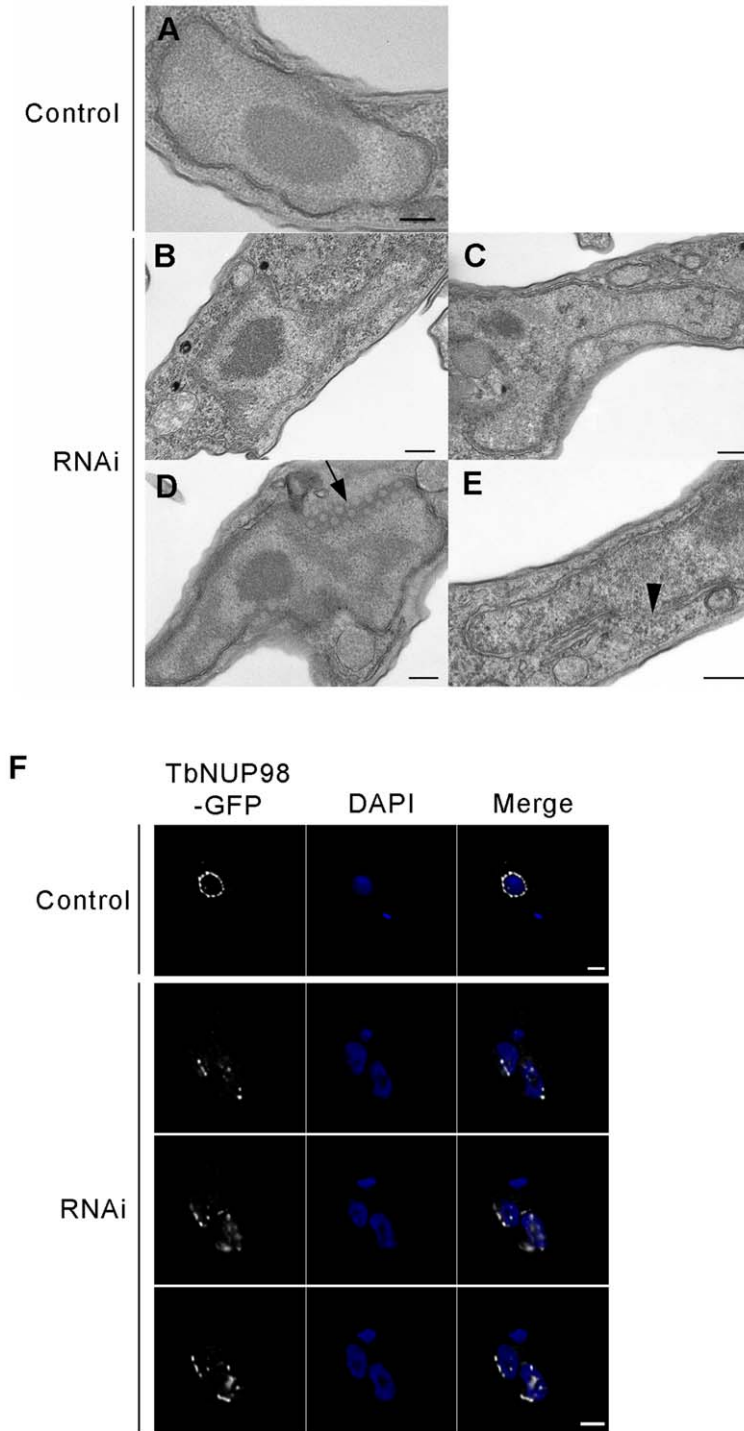 A
Control
B
C
RNAi
D
E
F
TbNUP98
-GFP
DAPI
Merge
Control
RNAi